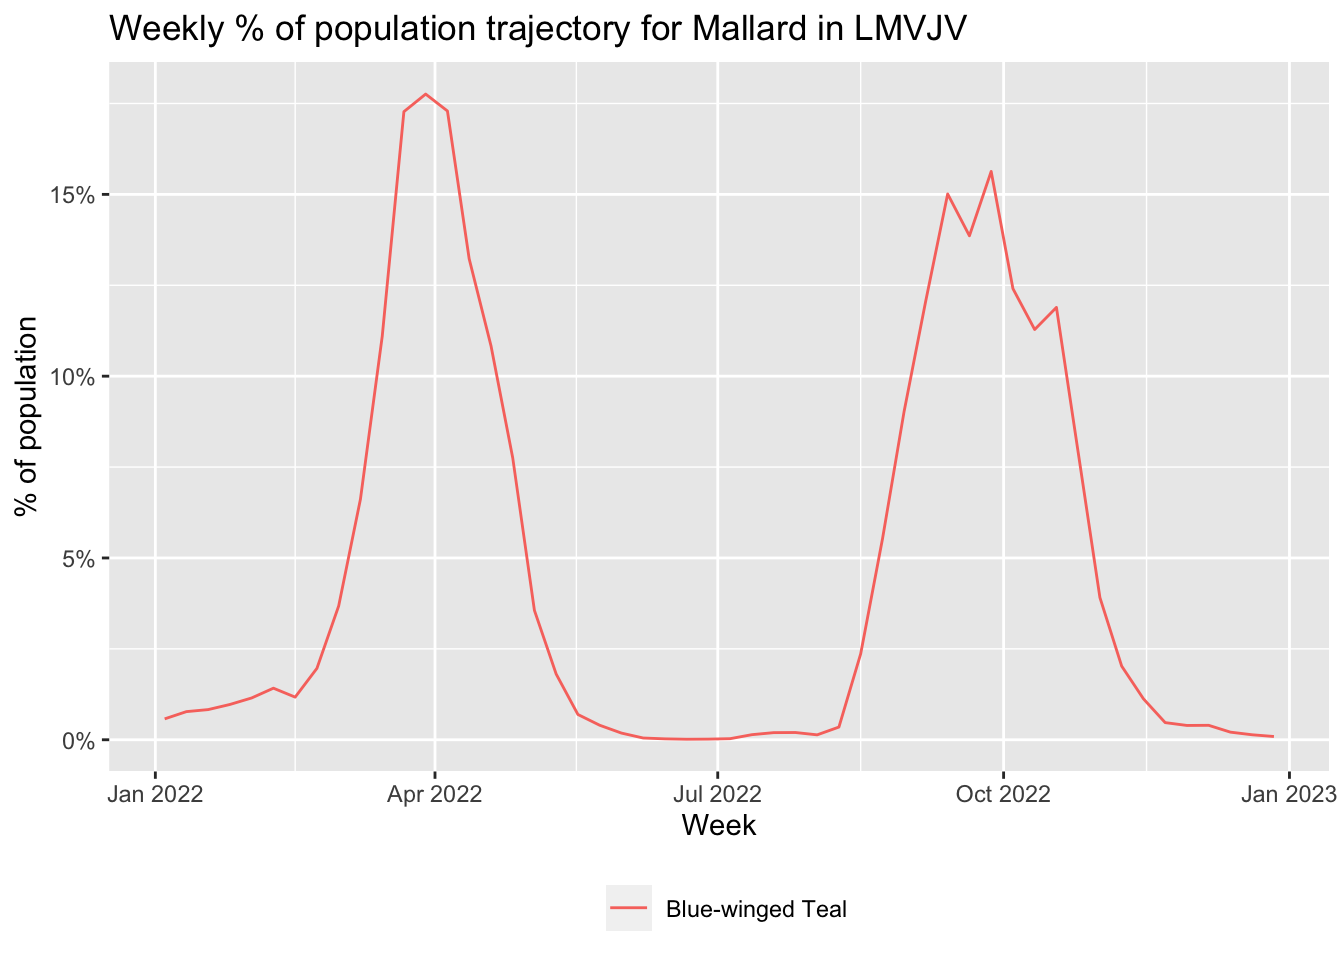 Weekly % of population trajectory for Mallard in LMVJV
% of population
15%
10%
5%
0%
Jan 2022
Apr 2022
Jul 2022
Oct 2022
Jan 2023
Week
Blue-winged Teal